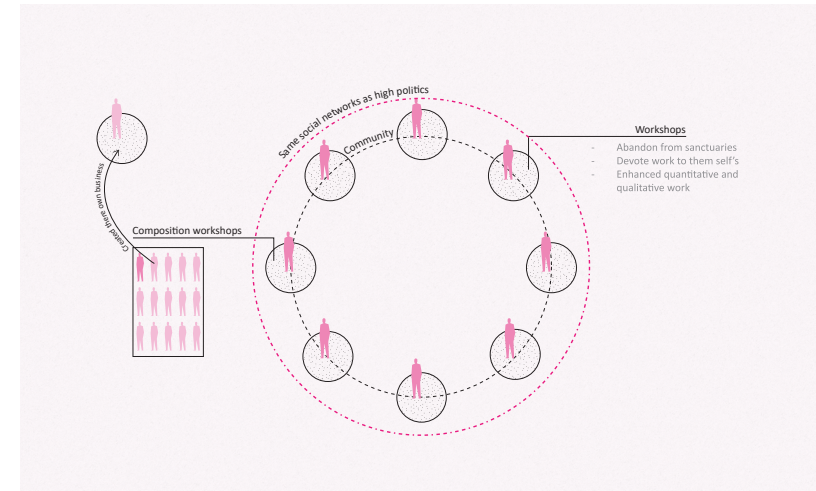 Same social networks as high politics
Community
Workshops
- Abandon from sanctuaries
- Devote work to them self's
- Enhanced quantitative and
qualitative work
Created there own business
Composition workshops